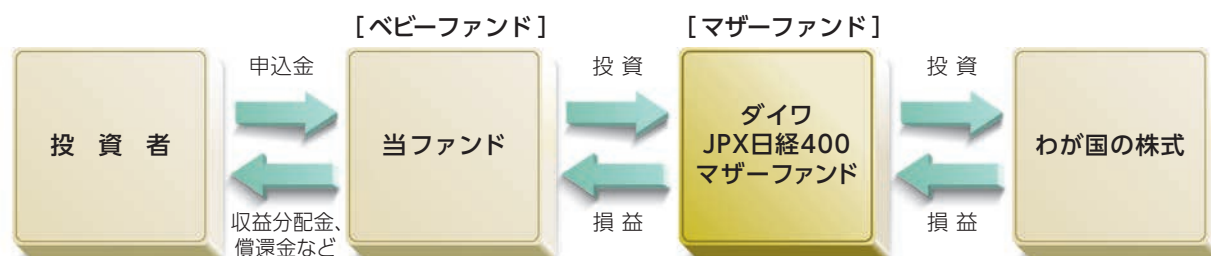 [ベビーファンド]
[マザーファンド]
申込金
投 資
投 資
投 資 者
当ファンド
ダイワ
JPX日経400
マザーファンド
わが国の株式
収益分配金、
償還金など
損 益
損 益